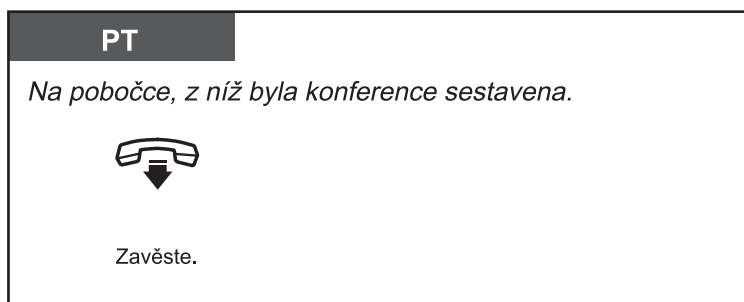 PT
Na pobočce, z níž byla konference sestavena.
Zavěste.